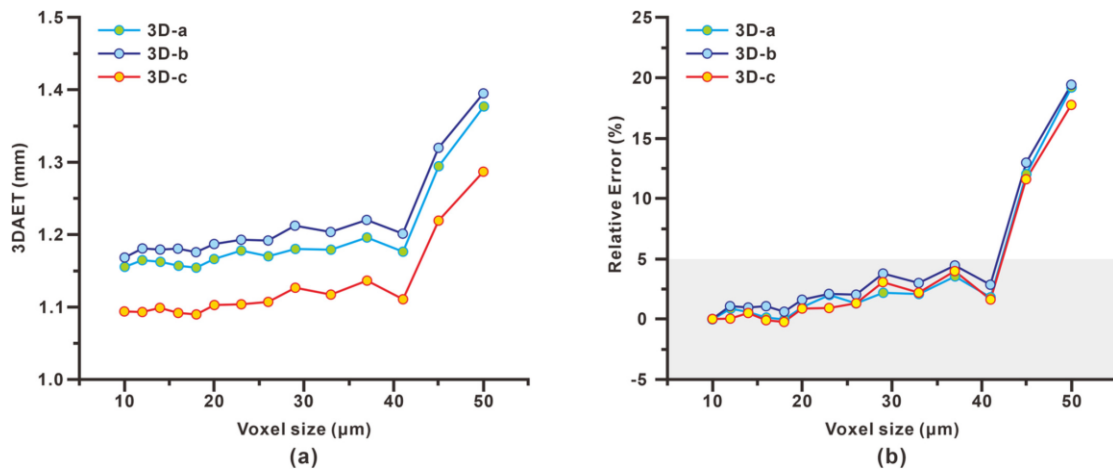 3D-a
3D-b
3D-c
1.5
1.4
1.3
1.2
1.1
1.0
3DAET (mm)
10 20 30 40 50
Voxel size (μm)
(a)
3D-a
3D-b
3D-c
25
20
15
10
5
0
-5
Relative Error (%)
10 20 30 40 50
Voxel size (μm)
(b)